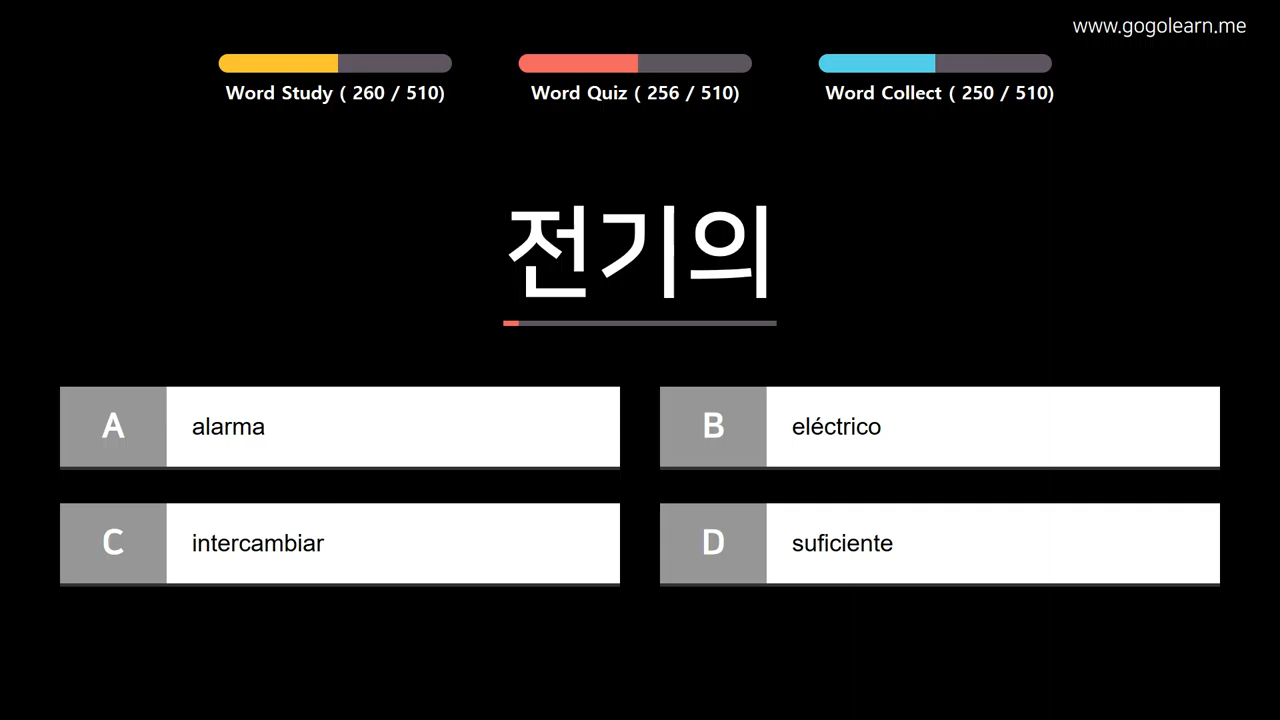 www.gogolearn.me
Word Study ( 260 / 510)
Word Quiz ( 256 / 510)
Word Collect ( 250 / 510)
전기의
A
alarma
B
eléctrico
C
intercambiar
D
suficiente